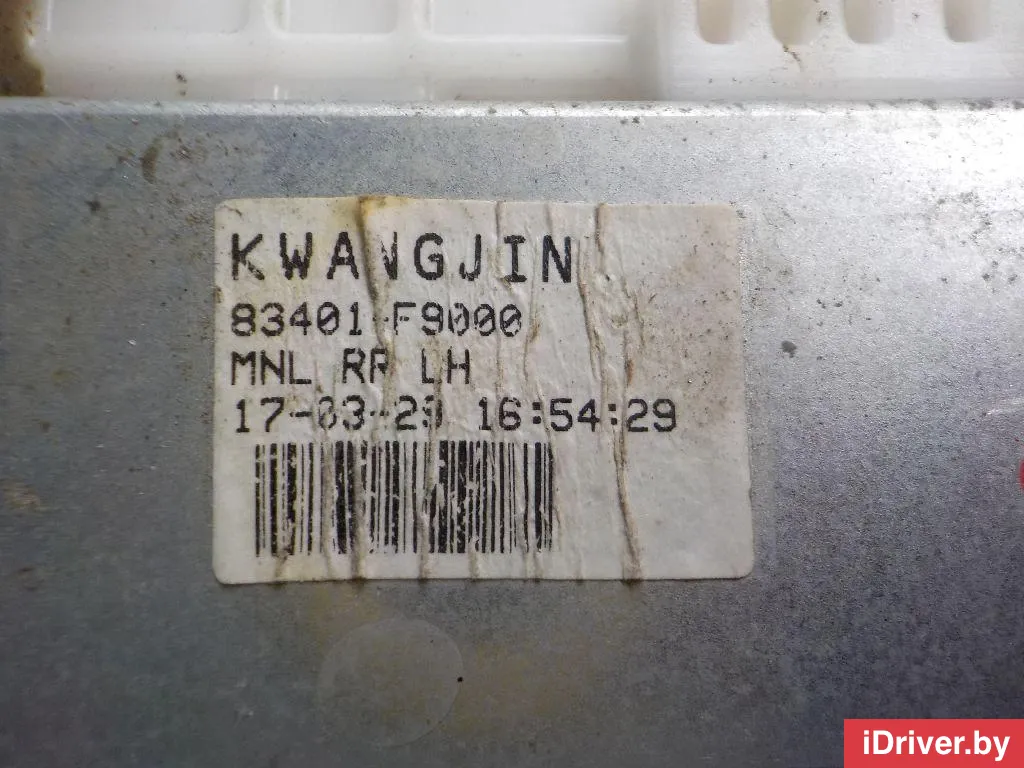 KWANGJIN
83401-F9000
MNL RR LH
17-03-29 16:54:29
iDriver.by